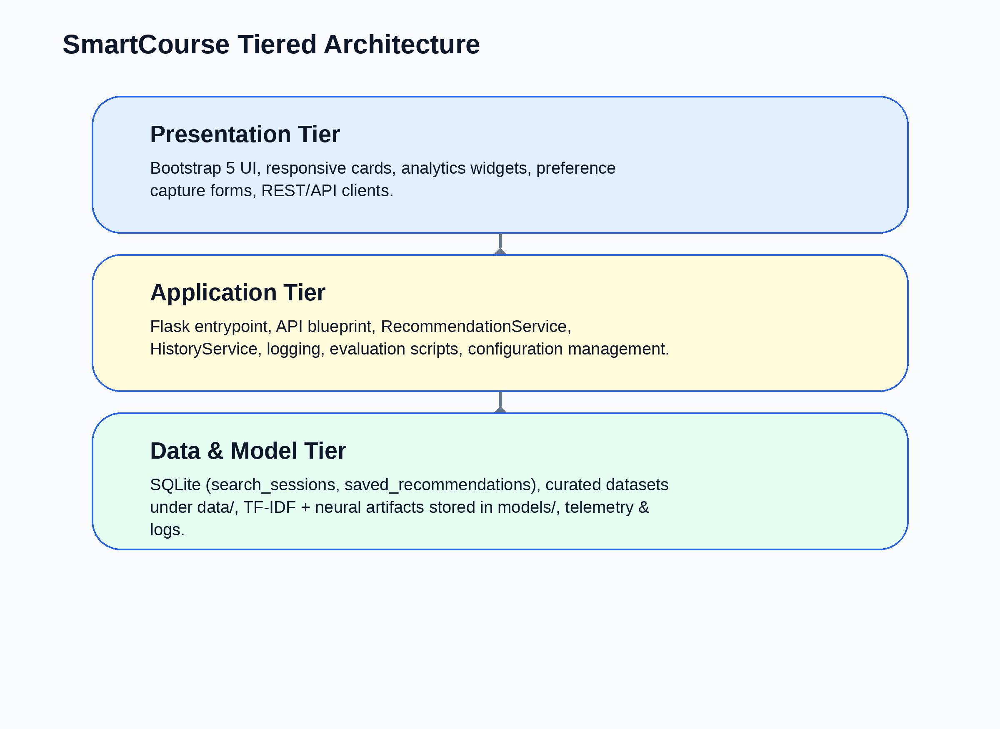 SmartCourse Tiered Architecture
Presentation Tier
Bootstrap 5 UI, responsive cards, analytics widgets, preference
capture forms, REST/API clients.
Application Tier
Flask entrypoint, API blueprint, RecommendationService,
HistoryService, logging, evaluation scripts, configuration management.
Data & Model Tier
SQLite (search_sessions, saved_recommendations), curated datasets
under data/, TF-IDF + neural artifacts stored in models/, telemetry &
logs.